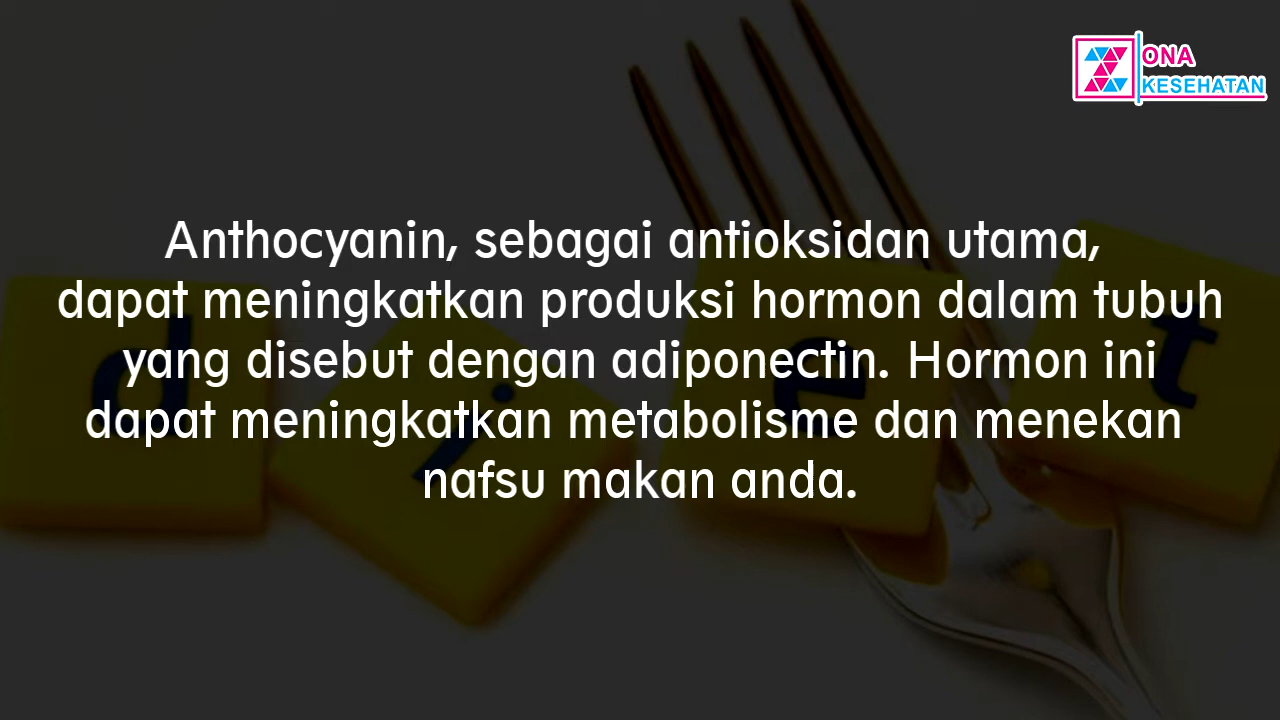 ZONA
KESEHATAN
Anthocyanin, sebagai antioksidan utama,
dapat meningkatkan produksi hormon dalam tubuh
yang disebut dengan adiponectin. Hormon ini
dapat meningkatkan metabolisme dan menekan
nafsu makan anda.
d i e t